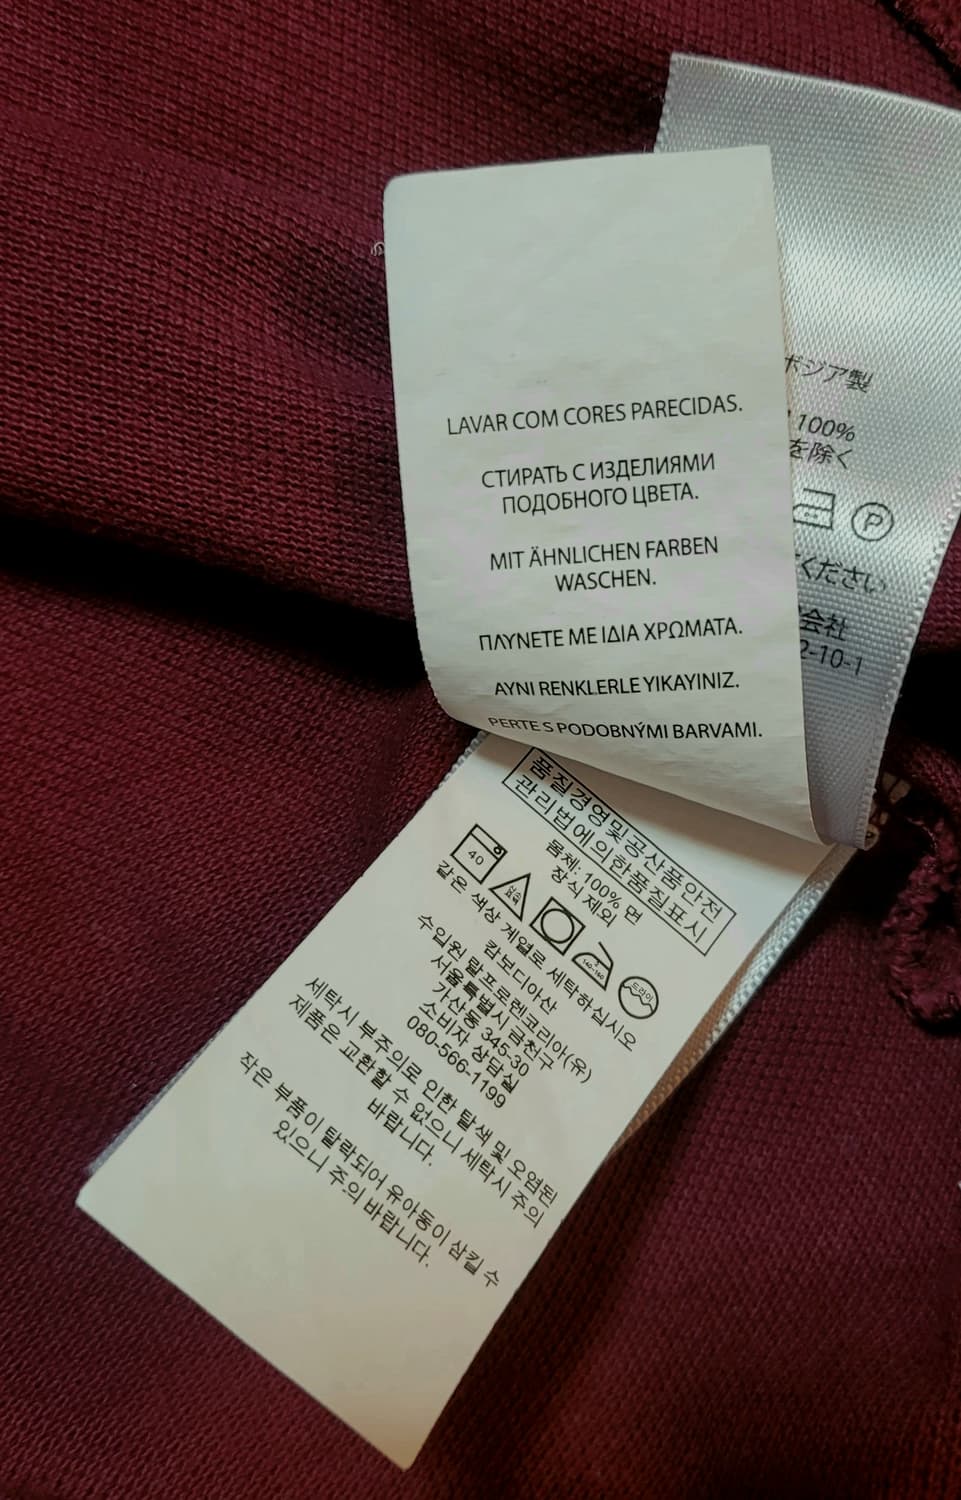 LAVAR COM CORES PARECIDAS.
СТИРАТЬ С ИЗДЕЛИЯМИ
ПОДОБНОГО ЦВЕТА.
MIT ÄHNLICHEN FARBEN
WASCHEN.
ΠΛΥΝΕΤΕ ΜΕ ΙΔΙΑ ΧΡΩΜΑΤΑ.
AYNI RENKLERLE YIKAYINIZ.
PERTE S PODOBNÝMI BARVAMI.
ボジア製
100%
を除く
P
ください
会社
2-10-1
품질경영및공산품안전
관리법에의한품질표시
몸체: 100% 면
장식 제외
40
드라이
같은 색상 계열로 세탁하십시오
캄보디아산
수입원 랄프로렌코리아(유)
서울특별시 금천구
가산동 345-30
소비자 상담실
080-566-1199
세탁시 부주의로 인한 탈색 및 오염된
제품은 교환할 수 없으니 세탁시 주의
바랍니다.
작은 부품이 탈락되어 유아동이 삼킬 수
있으니 주의 바랍니다.